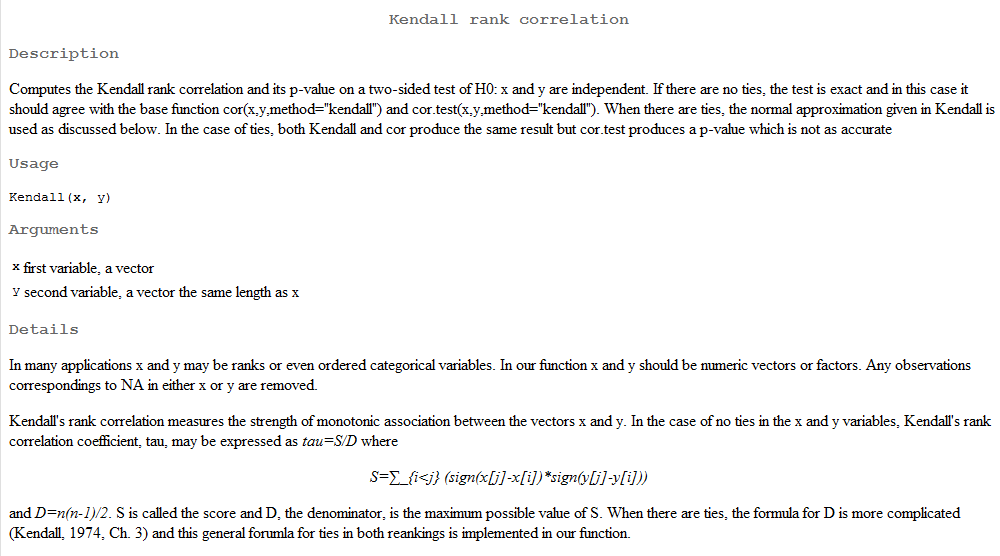 Kendall rank correlation
Description
Computes the Kendall rank correlation and its p-value on a two-sided test of H0: x and y are independent. If there are no ties, the test is exact and in this case it
should agree with the base function cor(x,y,method="kendall") and cor.test(x,y,method="kendall"). When there are ties, the normal approximation given in Kendall is
used as discussed below. In the case of ties, both Kendall and cor produce the same result but cor.test produces a p-value which is not as accurate
Usage
Kendall(x, y)
Arguments
x first variable, a vector
y second variable, a vector the same length as x
Details
In many applications x and y may be ranks or even ordered categorical variables. In our function x and y should be numeric vectors or factors. Any observations
correspondings to NA in either x or y are removed.
Kendall's rank correlation measures the strength of monotonic association between the vectors x and y. In the case of no ties in the x and y variables, Kendall's rank
correlation coefficient, tau, may be expressed as tau=S/D where
S=∑_{i<j} (sign(x[j]-x[i])*sign(y[j]-y[i]))
and D=n(n-1)/2. S is called the score and D, the denominator, is the maximum possible value of S. When there are ties, the formula for D is more complicated
(Kendall, 1974, Ch. 3) and this general forumla for ties in both reankings is implemented in our function.